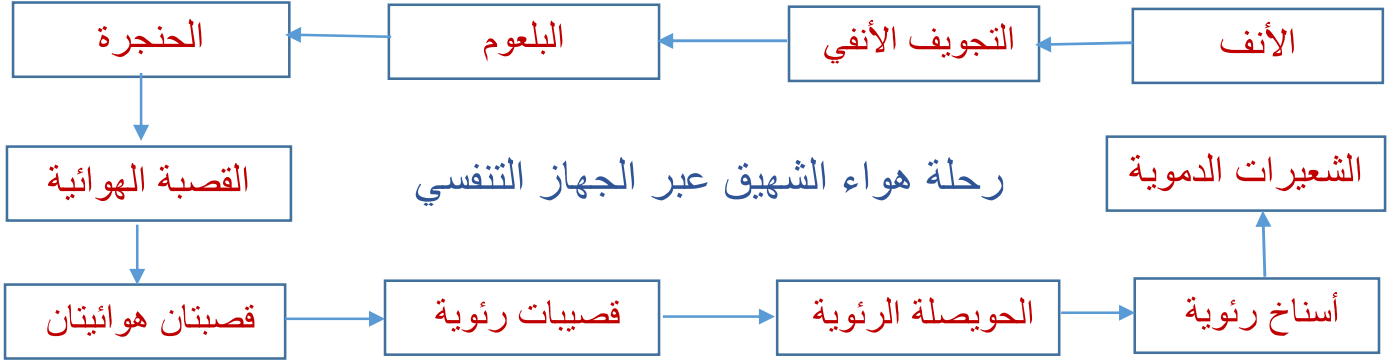 الأنف
التجويف الأنفي
البلعوم
الحنجرة
القصبة الهوائية
رحلة هواء الشهيق عبر الجهاز التنفسي
الشعيرات الدموية
قصبتان هوائيتان
قصيبات رئوية
الحويصلة الرئوية
أسناخ رئوية